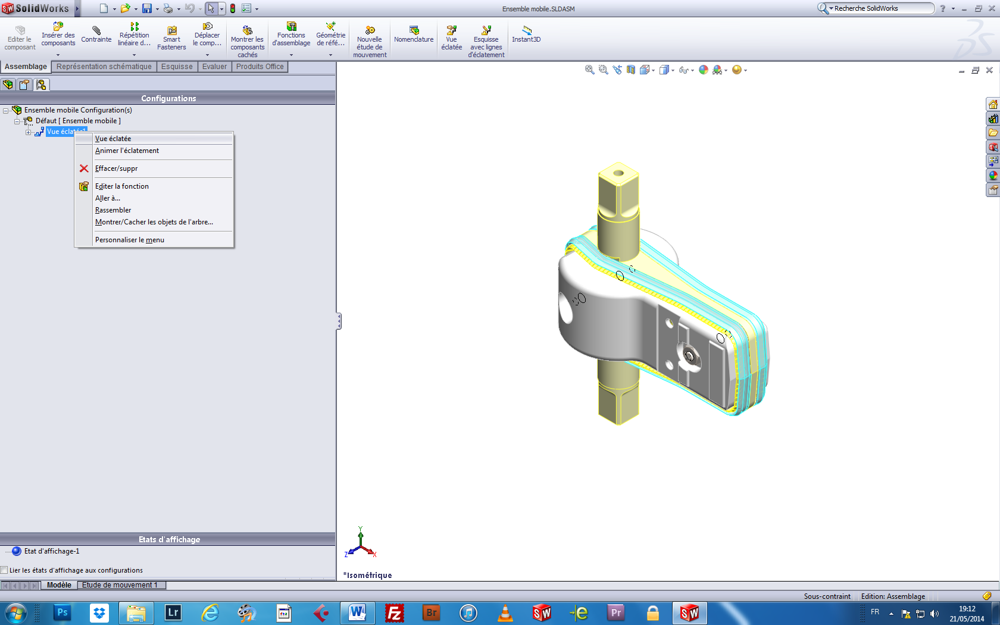 SolidWorks
Ensemble mobile.SLDASM
Recherche SolidWorks
Editer le composant
Insérer des composants
Contrainte
Répétition linéaire d...
Smart Fasteners
Déplacer le comp...
Montrer les composants cachés
Fonctions d'assemblage
Géométrie de réfé...
Nouvelle étude de mouvement
Nomenclature
Vue éclatée
Esquisse avec lignes d'éclatement
Instant3D
Assemblage
Représentation schématique
Esquisse
Evaluer
Produits Office
Configurations
Ensemble mobile Configuration(s)
Défaut [ Ensemble mobile ]
Vue éclatée1
Vue éclatée
Animer l'éclatement
Effacer/suppr
Editer la fonction
Aller à...
Rassembler
Montrer/Cacher les objets de l'arbre...
Personnaliser le menu
Y
Z
X
*Isométrique
Etats d'affichage
Etat d'affichage-1
Lier les états d'affichage aux configurations
Modèle
Etude de mouvement 1
Sous-contraint
Edition: Assemblage
Ps
Lr
W
Fz
Br
Pr
SW
FR
19:12
21/05/2014